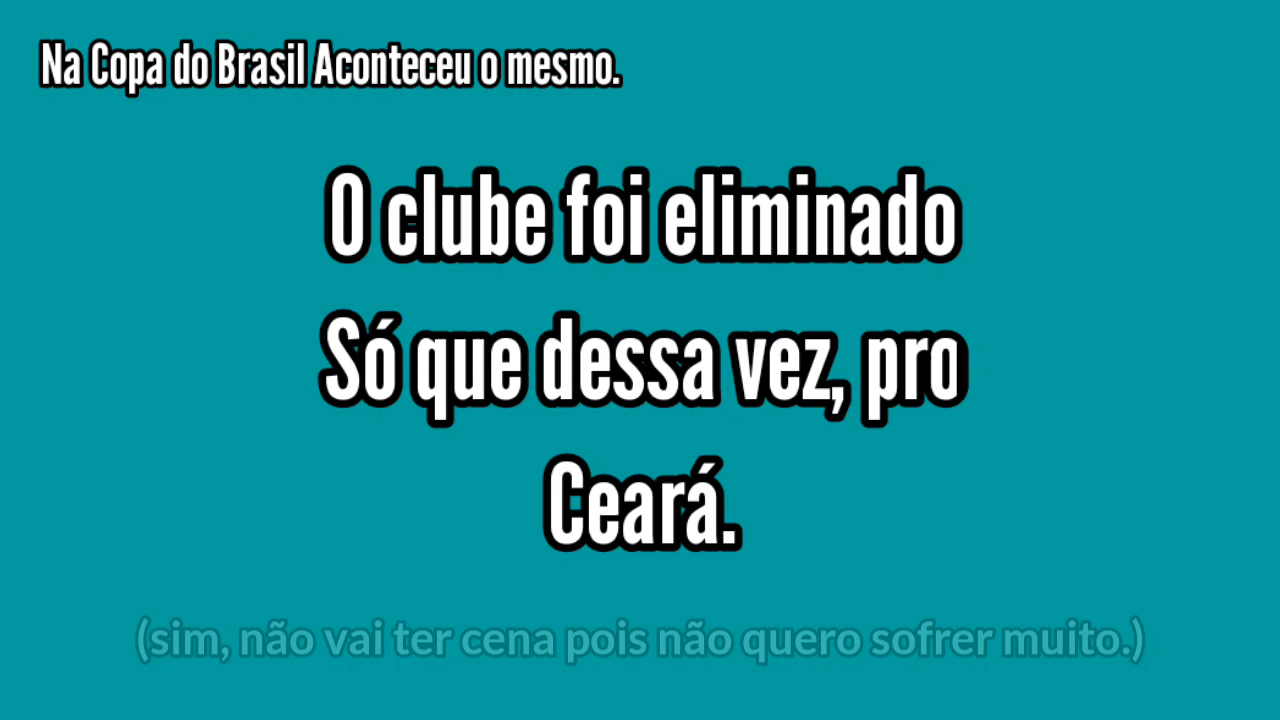 Na Copa do Brasil Aconteceu o mesmo.
O clube foi eliminado
Só que dessa vez, pro
Ceará.
(sim, não vai ter cena pois não quero sofrer muito.)